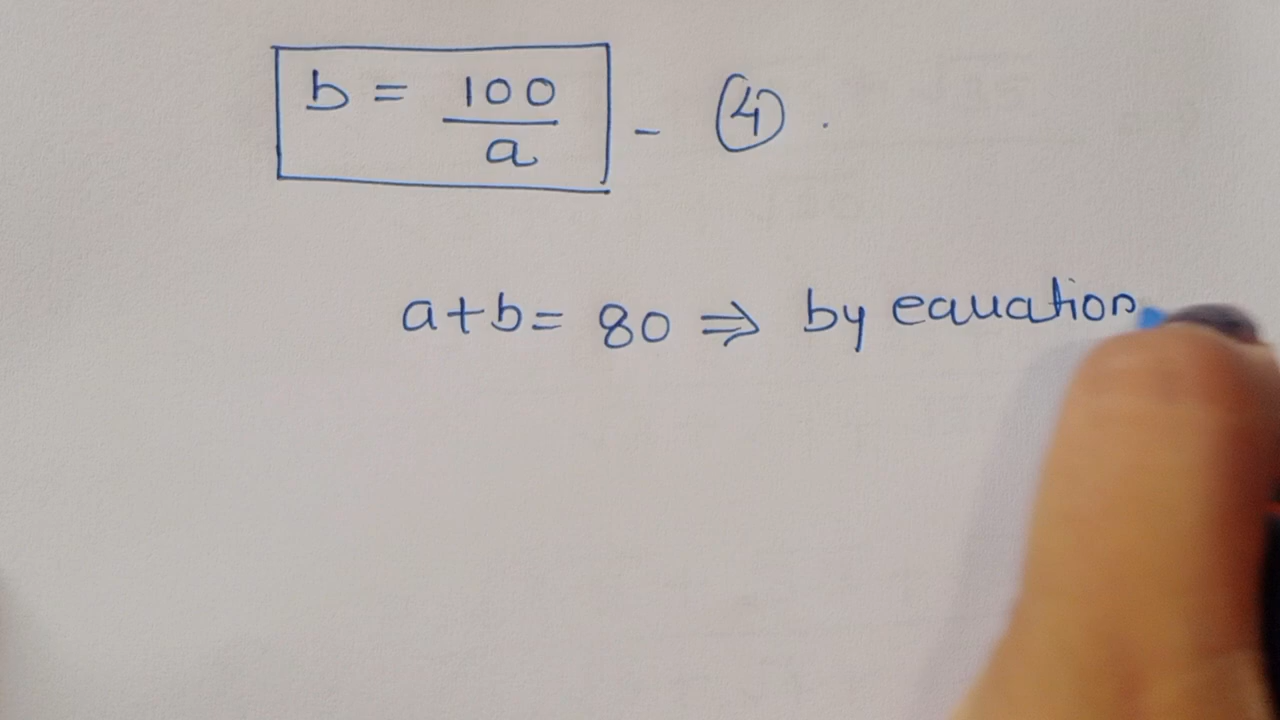 b = 100/a - ④ .
a+b = 80 ⇒ by eauation